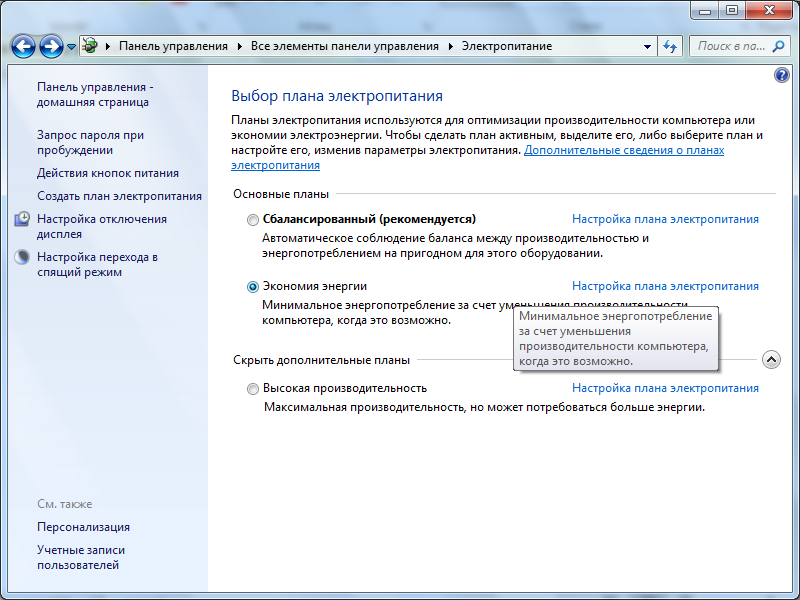 Панель управления ▸ Все элементы панели управления ▸ Электропитание
Поиск в па...
Панель управления -
домашняя страница
Запрос пароля при
пробуждении
Действия кнопок питания
Создать план электропитания
Настройка отключения
дисплея
Настройка перехода в
спящий режим
См. также
Персонализация
Учетные записи
пользователей
Выбор плана электропитания
Планы электропитания используются для оптимизации производительности компьютера или
экономии электроэнергии. Чтобы сделать план активным, выделите его, либо выберите план и
настройте его, изменив параметры электропитания. Дополнительные сведения о планах
электропитания
Основные планы
Сбалансированный (рекомендуется) Настройка плана электропитания
Автоматическое соблюдение баланса между производительностью и
энергопотреблением на пригодном для этого оборудовании.
Экономия энергии Настройка плана электропитания
Минимальное энергопотребление за счет уменьшения производительности
компьютера, когда это возможно.
Минимальное энергопотребление
за счет уменьшения
производительности компьютера,
когда это возможно.
Скрыть дополнительные планы
Высокая производительность Настройка плана электропитания
Максимальная производительность, но может потребоваться больше энергии.